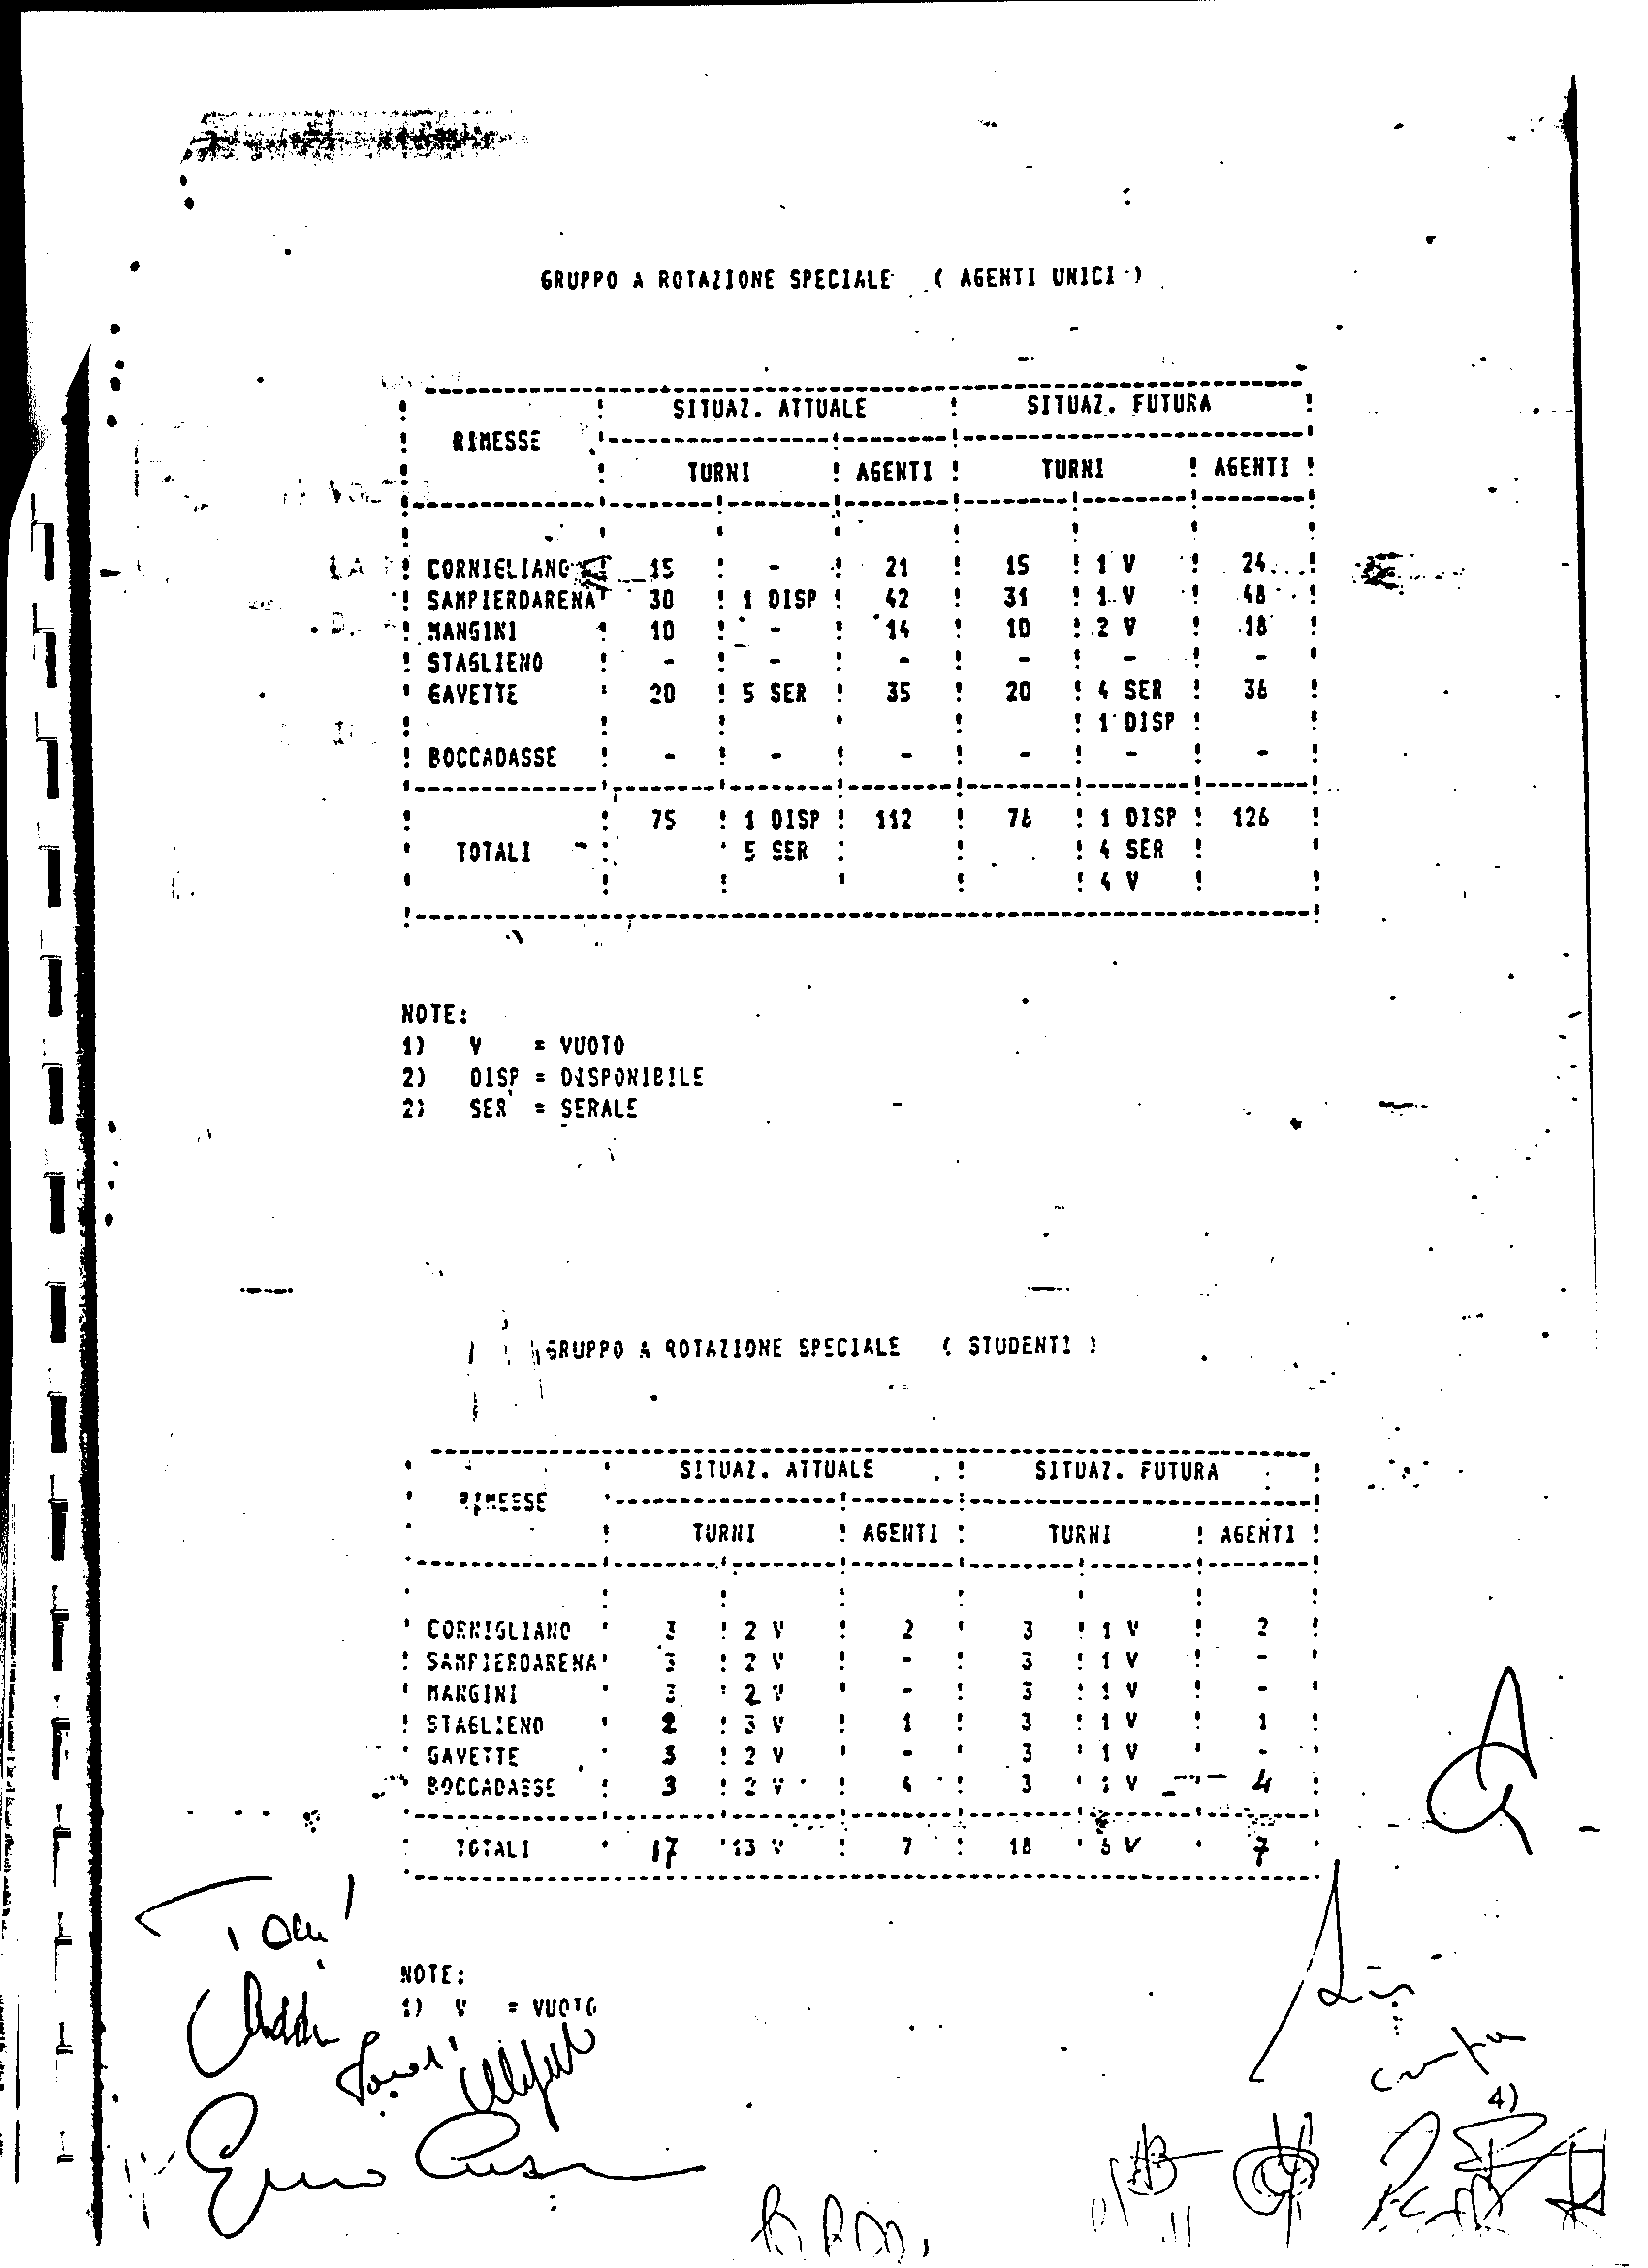 GRUPPO A ROTAZIONE SPECIALE ( AGENTI UNICI )
SITUAZ. ATTUALE ! SITUAZ. FUTURA
RIMESSE
TURNI ! AGENTI ! TURNI ! AGENTI !
! CORNIGLIANO 15 ! - ! 21 ! 15 ! 1 V ! 24 !
! SAMPIERDARENA 30 ! 1 DISP ! 42 ! 31 ! 1 V ! 48 !
! MANGINI ! 10 ! - ! 14 ! 10 ! 2 V ! 18 !
! STAGLIENO ! - ! - ! - ! - ! - ! - !
! GAVETTE ! 20 ! 5 SER ! 35 ! 20 ! 4 SER ! 36 !
! 1 DISP !
! BOCCADASSE ! - ! - ! - ! - ! - ! - !
75 ! 1 DISP ! 112 ! 76 ! 1 DISP ! 126 !
TOTALI 5 SER ! 4 SER !
! 4 V !
NOTE:
1) V = VUOTO
2) DISP = DISPONIBILE
2) SER = SERALE
GRUPPO A ROTAZIONE SPECIALE ( STUDENTI )
SITUAZ. ATTUALE ! SITUAZ. FUTURA !
RIMESSE
TURNI ! AGENTI ! TURNI ! AGENTI !
CORNIGLIANO 3 ! 2 V ! 2 ! 3 ! 1 V ! 2 !
! SAMPIERDARENA 3 ! 2 V ! - ! 3 ! 1 V ! - !
MANGINI 3 ! 2 V ! - ! 3 ! 1 V ! - !
! STAGLIENO 2 ! 3 V ! 1 ! 3 ! 1 V ! 1 !
GAVETTE 3 ! 2 V ! - ! 3 ! 1 V ! - !
BOCCADASSE ! 3 ! 2 V ! 4 ! 3 ! 1 V 4 !
TOTALI 17 13 V ! 7 ! 18 6 V 7
NOTE:
1) V = VUOTO
4)